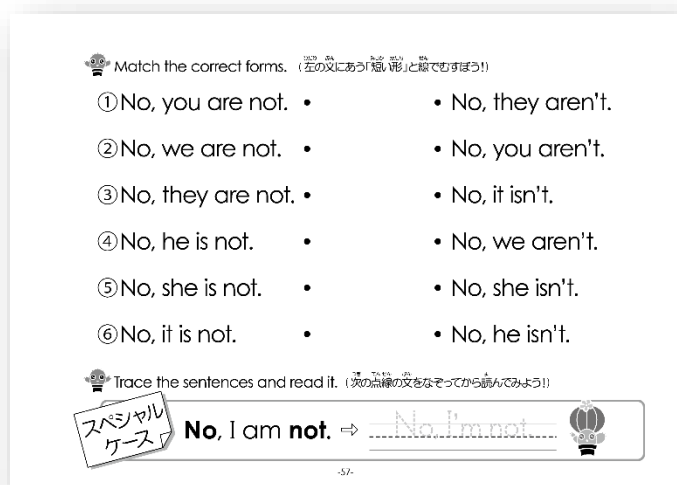 Match the correct forms. (左の文にあう「短い形」と線でむすぼう!)
①No, you are not. • • No, they aren't.
②No, we are not. • • No, you aren't.
③No, they are not. • • No, it isn't.
④No, he is not. • • No, we aren't.
⑤No, she is not. • • No, she isn't.
⑥No, it is not. • • No, he isn't.
Trace the sentences and read it. (次の点線の文をなぞってから読んでみよう!)
スペシャル
ケース
No, I am not. ⇨ No, I'm not.
-57-